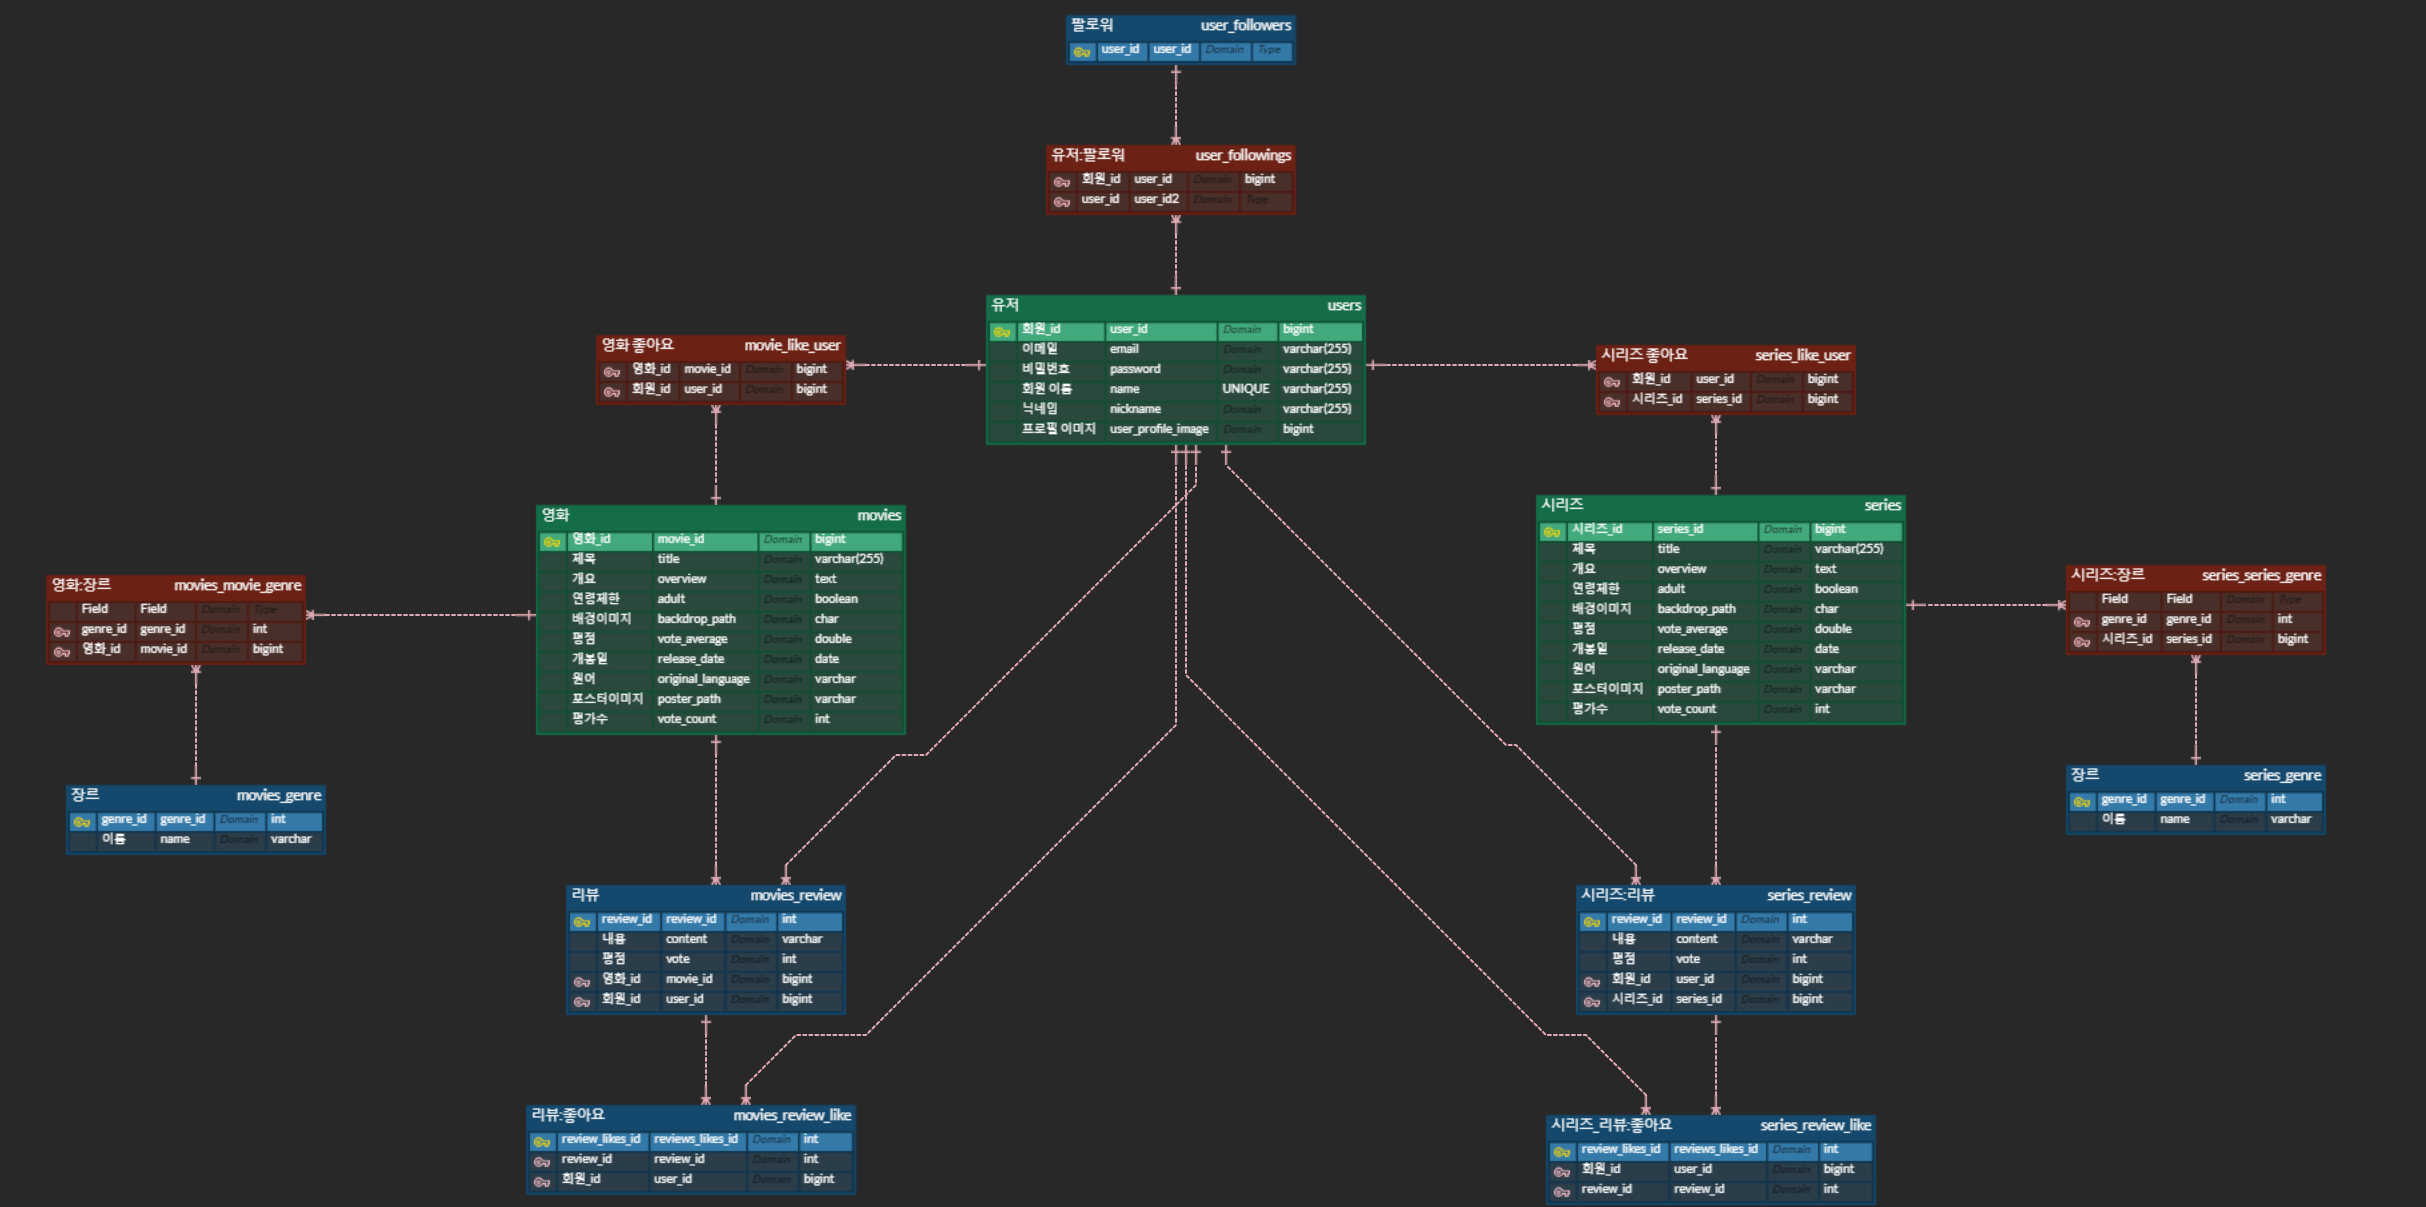 팔로워 user_followers
user_id user_id Domain Type
유저:팔로워 user_followings
회원_id user_id Domain bigint
user_id user_id2 Domain Type
유저 users
회원_id user_id Domain bigint
이메일 email Domain varchar(255)
비밀번호 password Domain varchar(255)
회원 이름 name UNIQUE varchar(255)
닉네임 nickname Domain varchar(255)
프로필 이미지 user_profile_image Domain bigint
영화 좋아요 movie_like_user
영화_id movie_id Domain bigint
회원_id user_id Domain bigint
시리즈 좋아요 series_like_user
회원_id user_id Domain bigint
시리즈_id series_id Domain bigint
영화 movies
영화_id movie_id Domain bigint
제목 title Domain varchar(255)
개요 overview Domain text
연령제한 adult Domain boolean
배경이미지 backdrop_path Domain char
평점 vote_average Domain double
개봉일 release_date Domain date
원어 original_language Domain varchar
포스터이미지 poster_path Domain varchar
평가수 vote_count Domain int
시리즈 series
시리즈_id series_id Domain bigint
제목 title Domain varchar(255)
개요 overview Domain text
연령제한 adult Domain boolean
배경이미지 backdrop_path Domain char
평점 vote_average Domain double
개봉일 release_date Domain date
원어 original_language Domain varchar
포스터이미지 poster_path Domain varchar
평가수 vote_count Domain int
영화:장르 movies_movie_genre
Field Field Domain Type
genre_id genre_id Domain int
영화_id movie_id Domain bigint
시리즈:장르 series_series_genre
Field Field Domain Type
genre_id genre_id Domain int
시리즈_id series_id Domain bigint
장르 movies_genre
genre_id genre_id Domain int
이름 name Domain varchar
장르 series_genre
genre_id genre_id Domain int
이름 name Domain varchar
리뷰 movies_review
review_id review_id Domain int
내용 content Domain varchar
평점 vote Domain int
영화_id movie_id Domain bigint
회원_id user_id Domain bigint
시리즈:리뷰 series_review
review_id review_id Domain int
내용 content Domain varchar
평점 vote Domain int
회원_id user_id Domain bigint
시리즈_id series_id Domain bigint
리뷰:좋아요 movies_review_like
review_likes_id reviews_likes_id Domain int
review_id review_id Domain int
회원_id user_id Domain bigint
시리즈_리뷰:좋아요 series_review_like
review_likes_id reviews_likes_id Domain int
회원_id user_id Domain bigint
review_id review_id Domain int